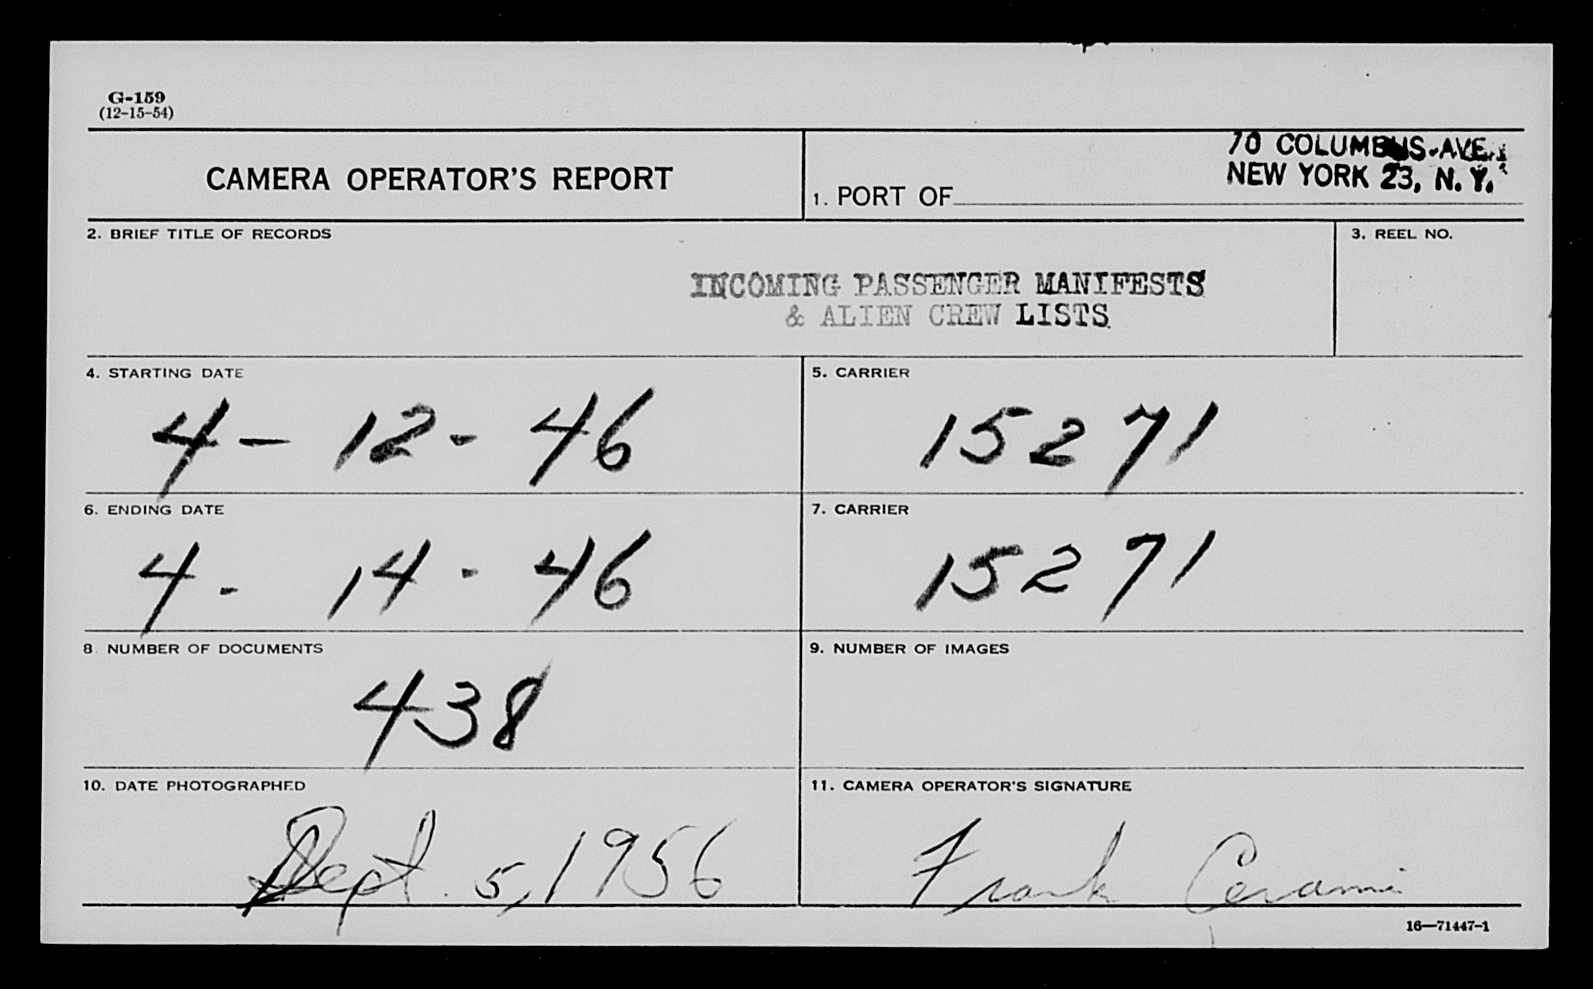 G-159
(12-15-54)
CAMERA OPERATOR'S REPORT
1. PORT OF
70 COLUMBUS AVE.
NEW YORK 23, N. Y.
2. BRIEF TITLE OF RECORDS
INCOMING PASSENGER MANIFESTS
& ALIEN CREW LISTS
3. REEL NO.
4. STARTING DATE
4 - 12 - 46
5. CARRIER
15271
6. ENDING DATE
4 - 14 - 46
7. CARRIER
15271
8 NUMBER OF DOCUMENTS
438
9. NUMBER OF IMAGES
10. DATE PHOTOGRAPHED
Sept. 5, 1956
11. CAMERA OPERATOR'S SIGNATURE
Frank Cerami
16—71447-1